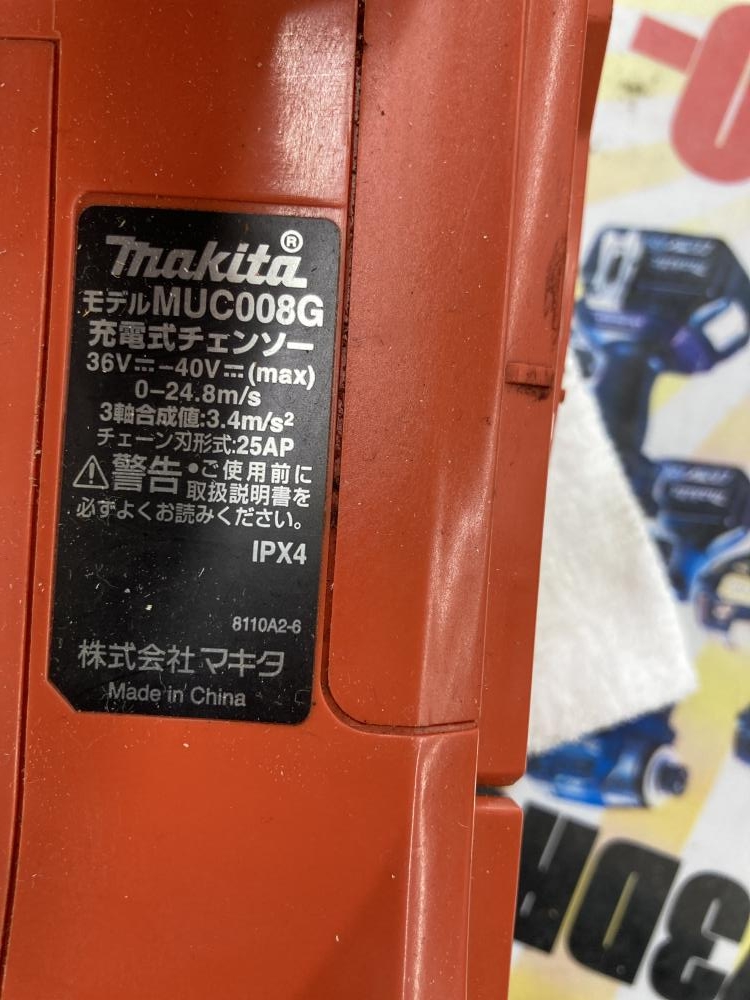 makita®
モデルMUC008G
充電式チェンソー
36V⎓-40V⎓(max)
0-24.8m/s
3軸合成値:3.4m/s²
チェーン刃形式:25AP
⚠警告•ご使用前に
取扱説明書を
必ずよくお読みください。
IPX4
8110A2-6
株式会社マキタ
Made in China